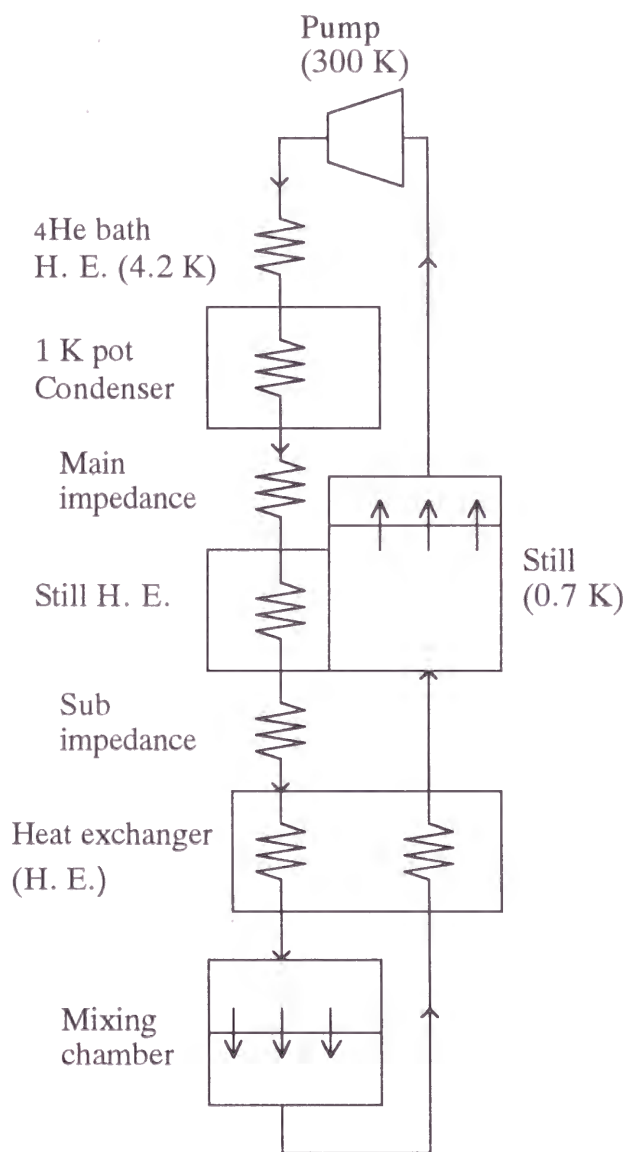 Pump
(300 K)
4He bath
H. E. (4.2 K)
1 K pot
Condenser
Main
impedance
Still H. E.
Still
(0.7 K)
Sub
impedance
Heat exchanger
(H. E.)
Mixing
chamber